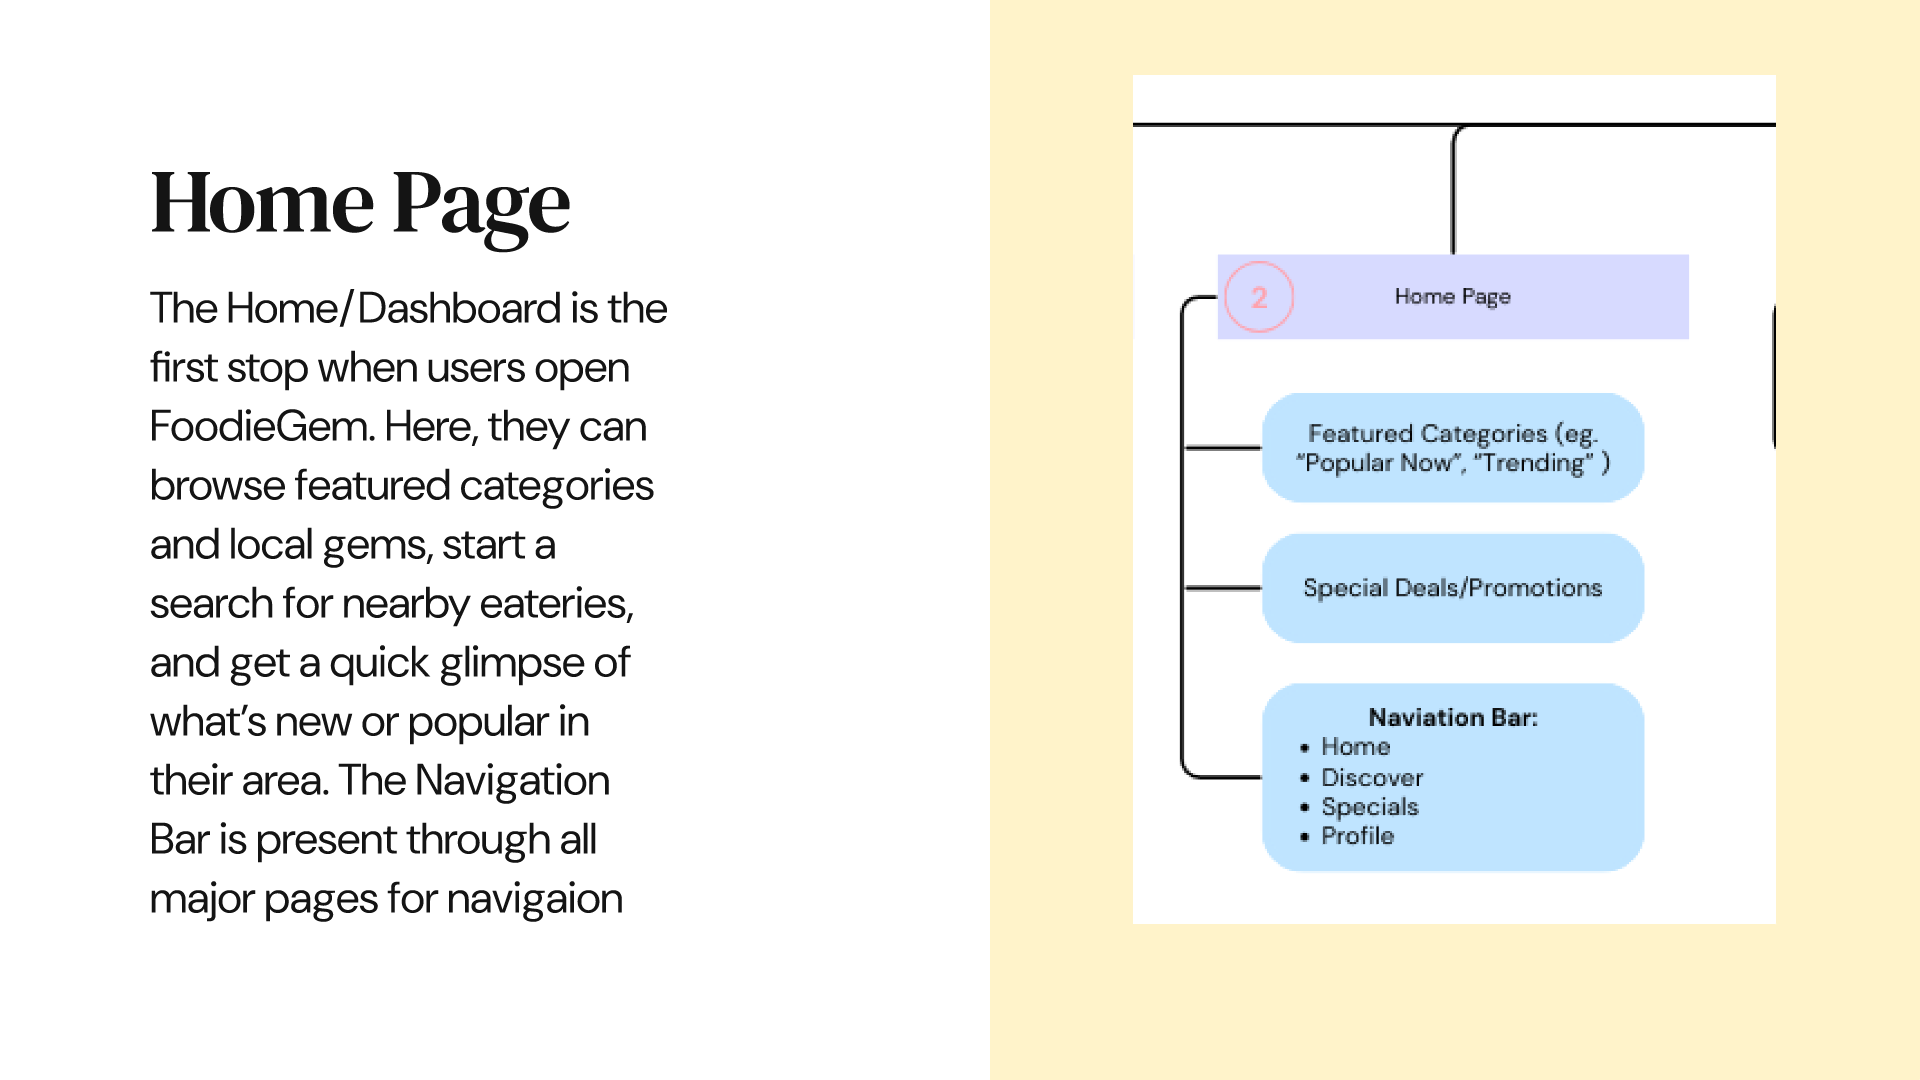 Home Page
The Home/Dashboard is the
first stop when users open
FoodieGem. Here, they can
browse featured categories
and local gems, start a
search for nearby eateries,
and get a quick glimpse of
what’s new or popular in
their area. The Navigation
Bar is present through all
major pages for navigaion
2
Home Page
Featured Categories (eg.
“Popular Now”, “Trending” )
Special Deals/Promotions
Naviation Bar:
• Home
• Discover
• Specials
• Profile